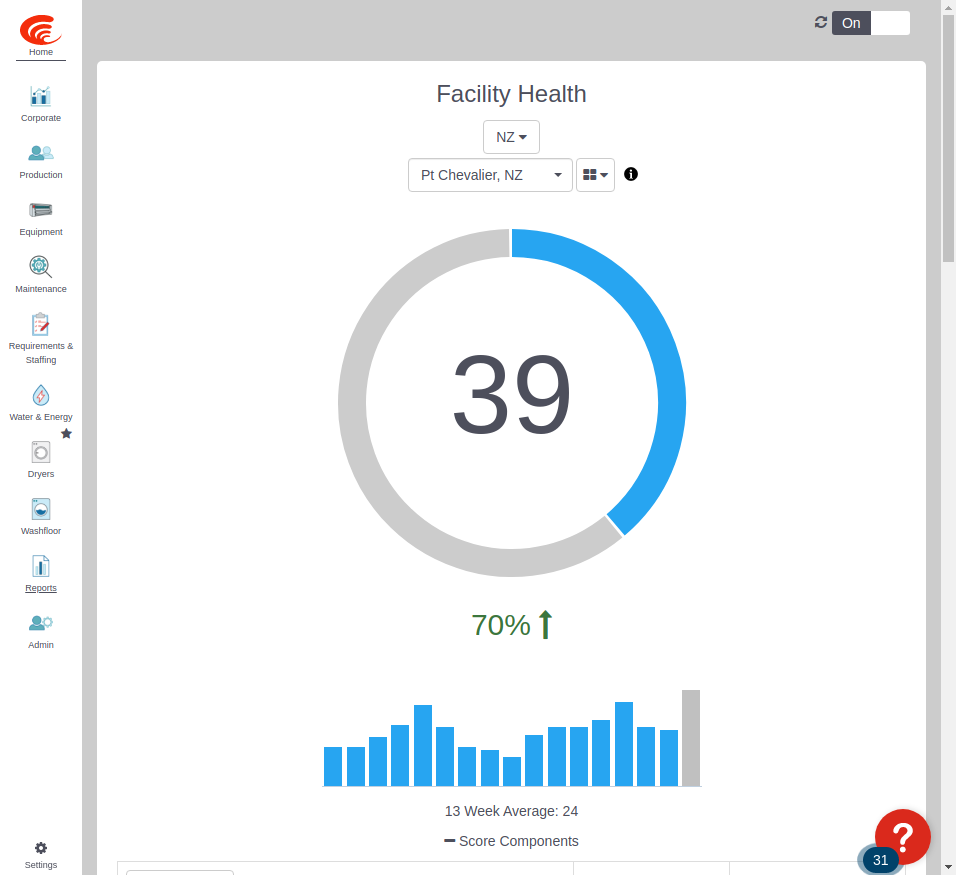 On
Home
Corporate
Production
Equipment
Maintenance
Requirements &
Staffing
Water & Energy
Dryers
Washfloor
Reports
Admin
Settings
Facility Health
NZ
Pt Chevalier, NZ
39
70%
13 Week Average: 24
Score Components
?
31